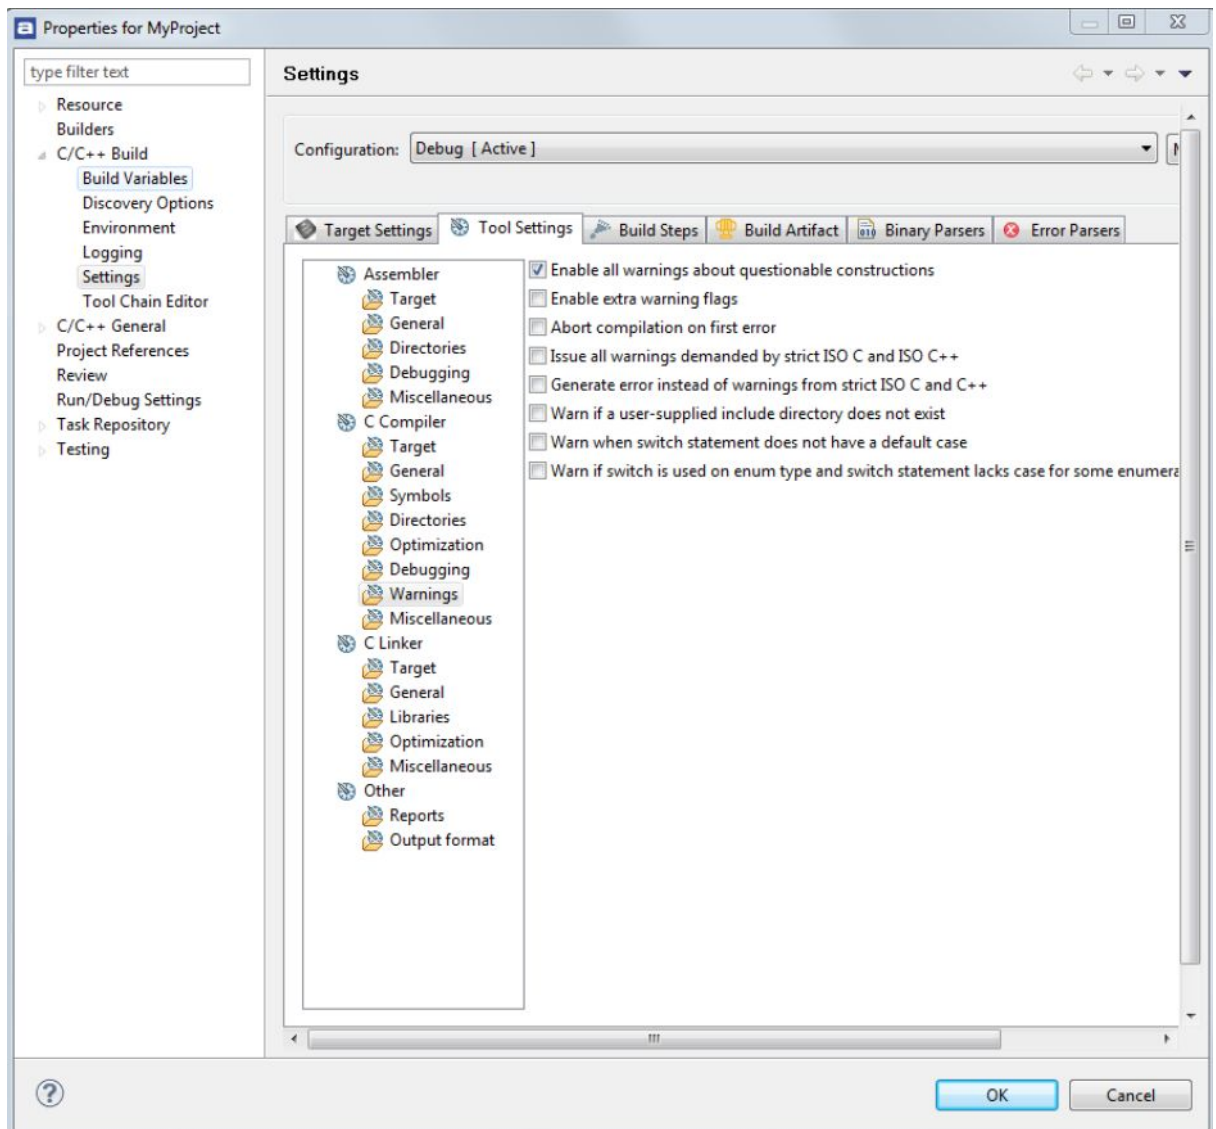 Properties for MyProject
type filter text
Resource
Builders
C/C++ Build
Build Variables
Discovery Options
Environment
Logging
Settings
Tool Chain Editor
C/C++ General
Project References
Review
Run/Debug Settings
Task Repository
Testing
Settings
Configuration: Debug [ Active ]
Target Settings Tool Settings Build Steps Build Artifact Binary Parsers Error Parsers
Assembler
Target
General
Directories
Debugging
Miscellaneous
C Compiler
Target
General
Symbols
Directories
Optimization
Debugging
Warnings
Miscellaneous
C Linker
Target
General
Libraries
Optimization
Miscellaneous
Other
Reports
Output format
Enable all warnings about questionable constructions
Enable extra warning flags
Abort compilation on first error
Issue all warnings demanded by strict ISO C and ISO C++
Generate error instead of warnings from strict ISO C and C++
Warn if a user-supplied include directory does not exist
Warn when switch statement does not have a default case
Warn if switch is used on enum type and switch statement lacks case for some enumera
OK Cancel